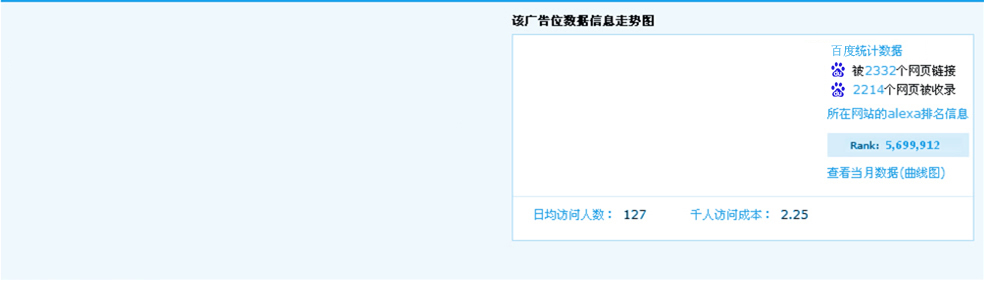 该广告位数据信息走势图
百度统计数据
被2332个网页链接
2214个网页被收录
所在网站的alexa排名信息
Rank: 5,699,912
查看当月数据(曲线图)
日均访问人数： 127 千人访问成本： 2.25